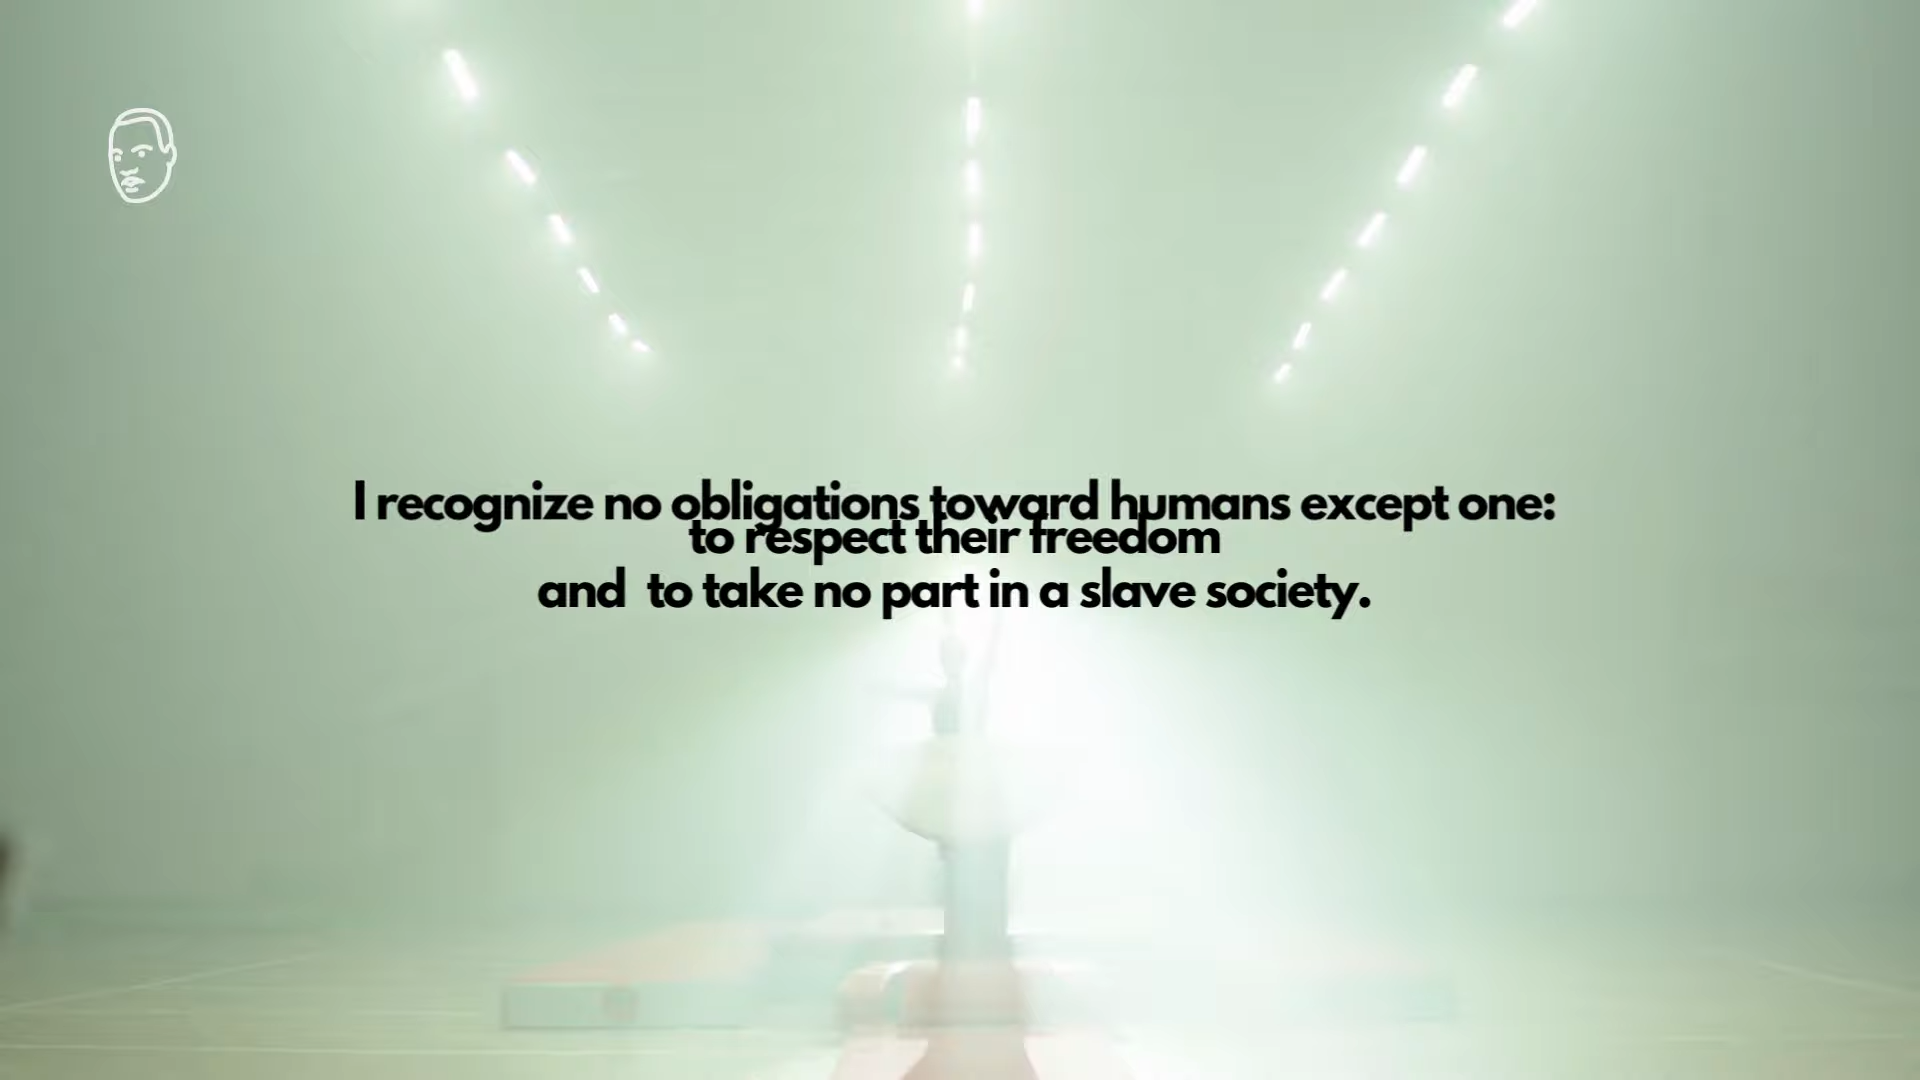 I recognize no obligations toward humans except one:
to respect their freedom
and  to take no part in a slave society.